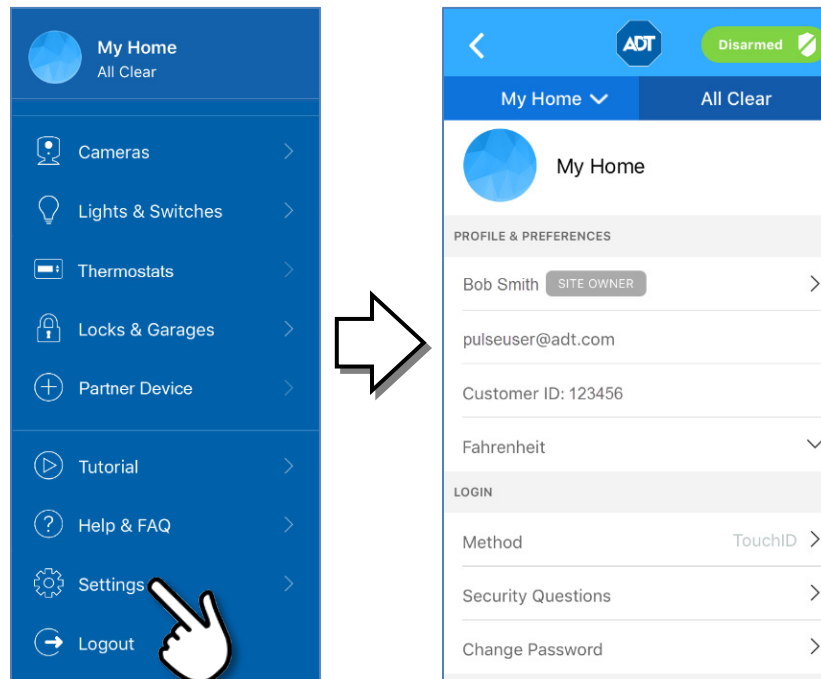 My Home
All Clear
Cameras
Lights & Switches
Thermostats
Locks & Garages
Partner Device
Tutorial
Help & FAQ
Settings
Logout
ADT
Disarmed
My Home
All Clear
My Home
PROFILE & PREFERENCES
Bob Smith SITE OWNER
pulseuser@adt.com
Customer ID: 123456
Fahrenheit
LOGIN
Method TouchID
Security Questions
Change Password